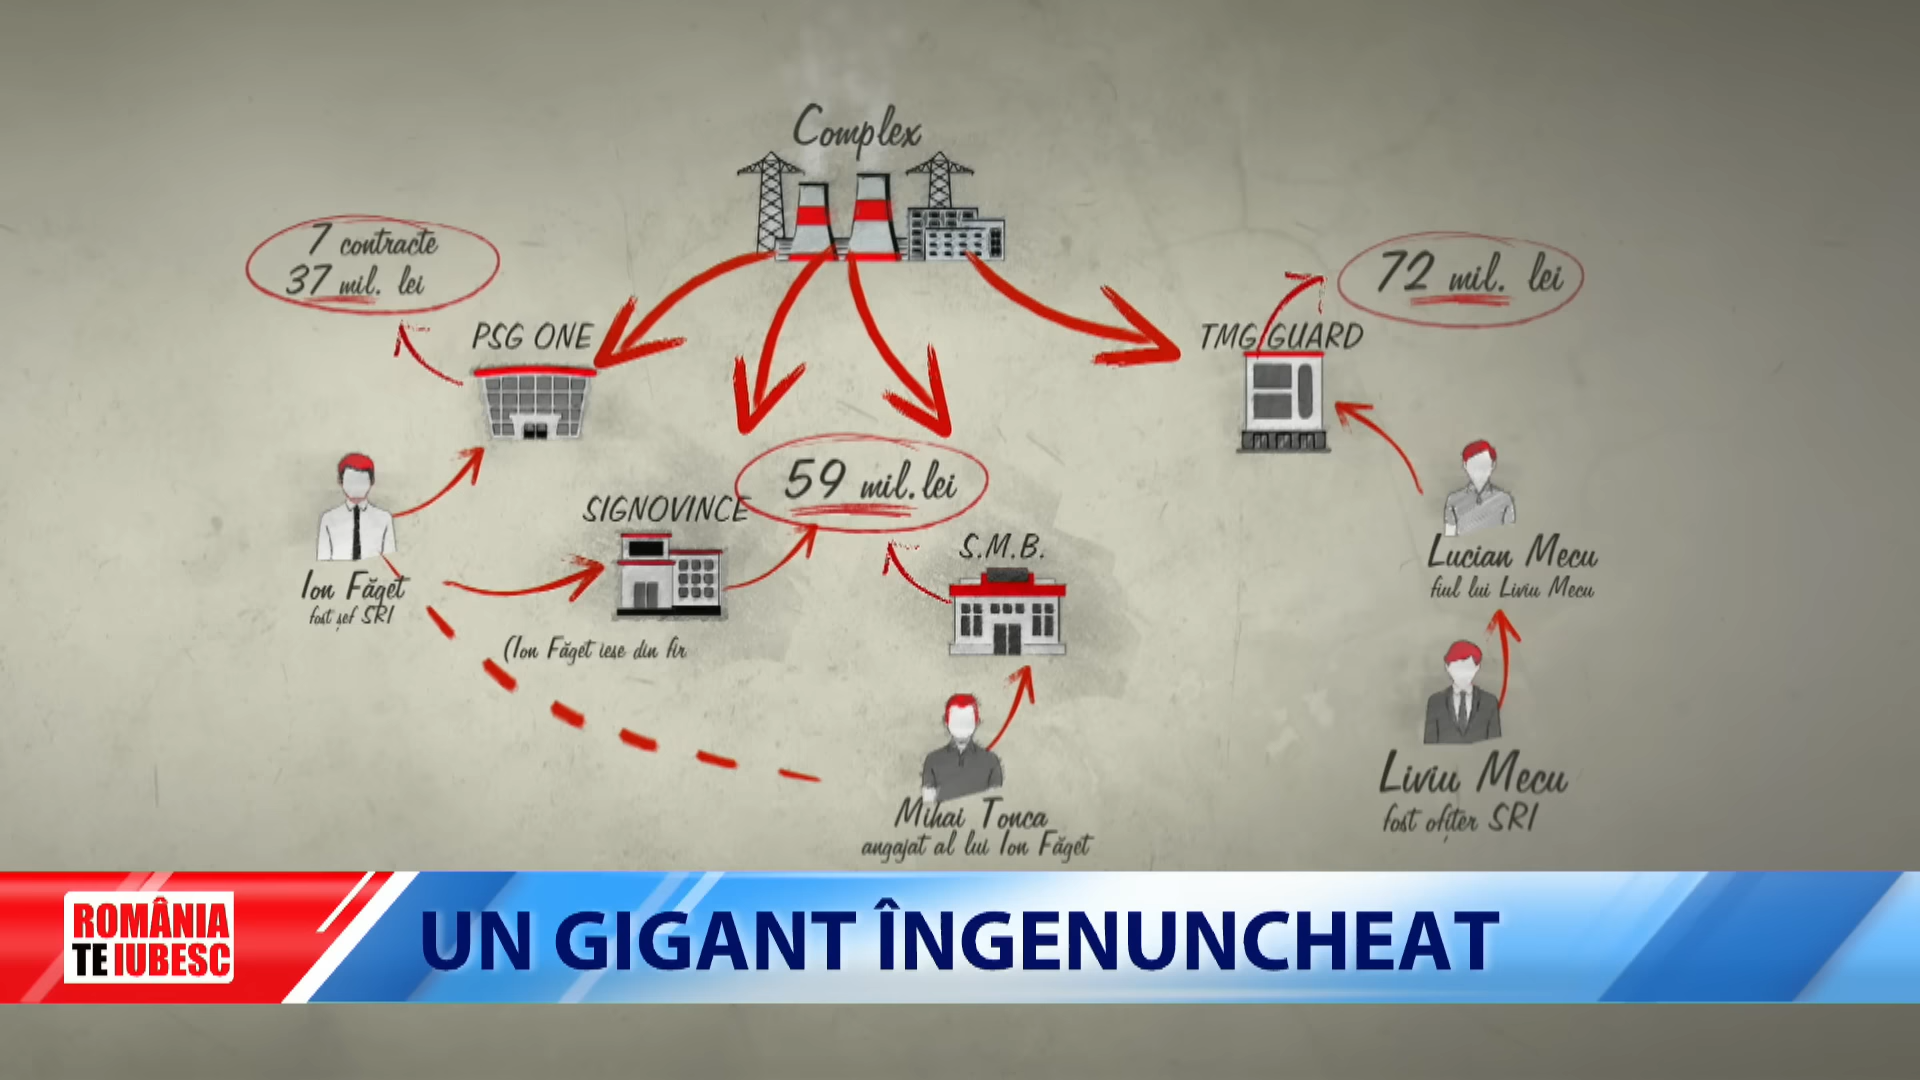 Complex
7 contracte
37 mil. lei
72 mil. lei
PSG ONE
TMG GUARD
59 mil. lei
SIGNOVINCE
S.M.B.
Ion Făget
fost șef SRI
Lucian Mecu
fiul lui Liviu Mecu
(Ion Făget iese din fir
Mihai Tonca
angajat al lui Ion Făget
Liviu Mecu
fost ofițer SRI
ROMÂNIA
TE IUBESC
UN GIGANT ÎNGENUNCHEAT